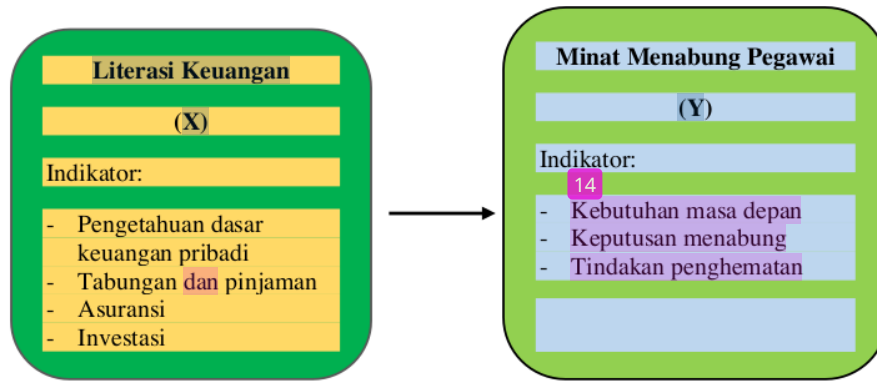 Literasi Keuangan
(X)
Indikator:
- Pengetahuan dasar
keuangan pribadi
- Tabungan dan pinjaman
- Asuransi
- Investasi
Minat Menabung Pegawai
(Y)
Indikator:
14
- Kebutuhan masa depan
- Keputusan menabung
- Tindakan penghematan